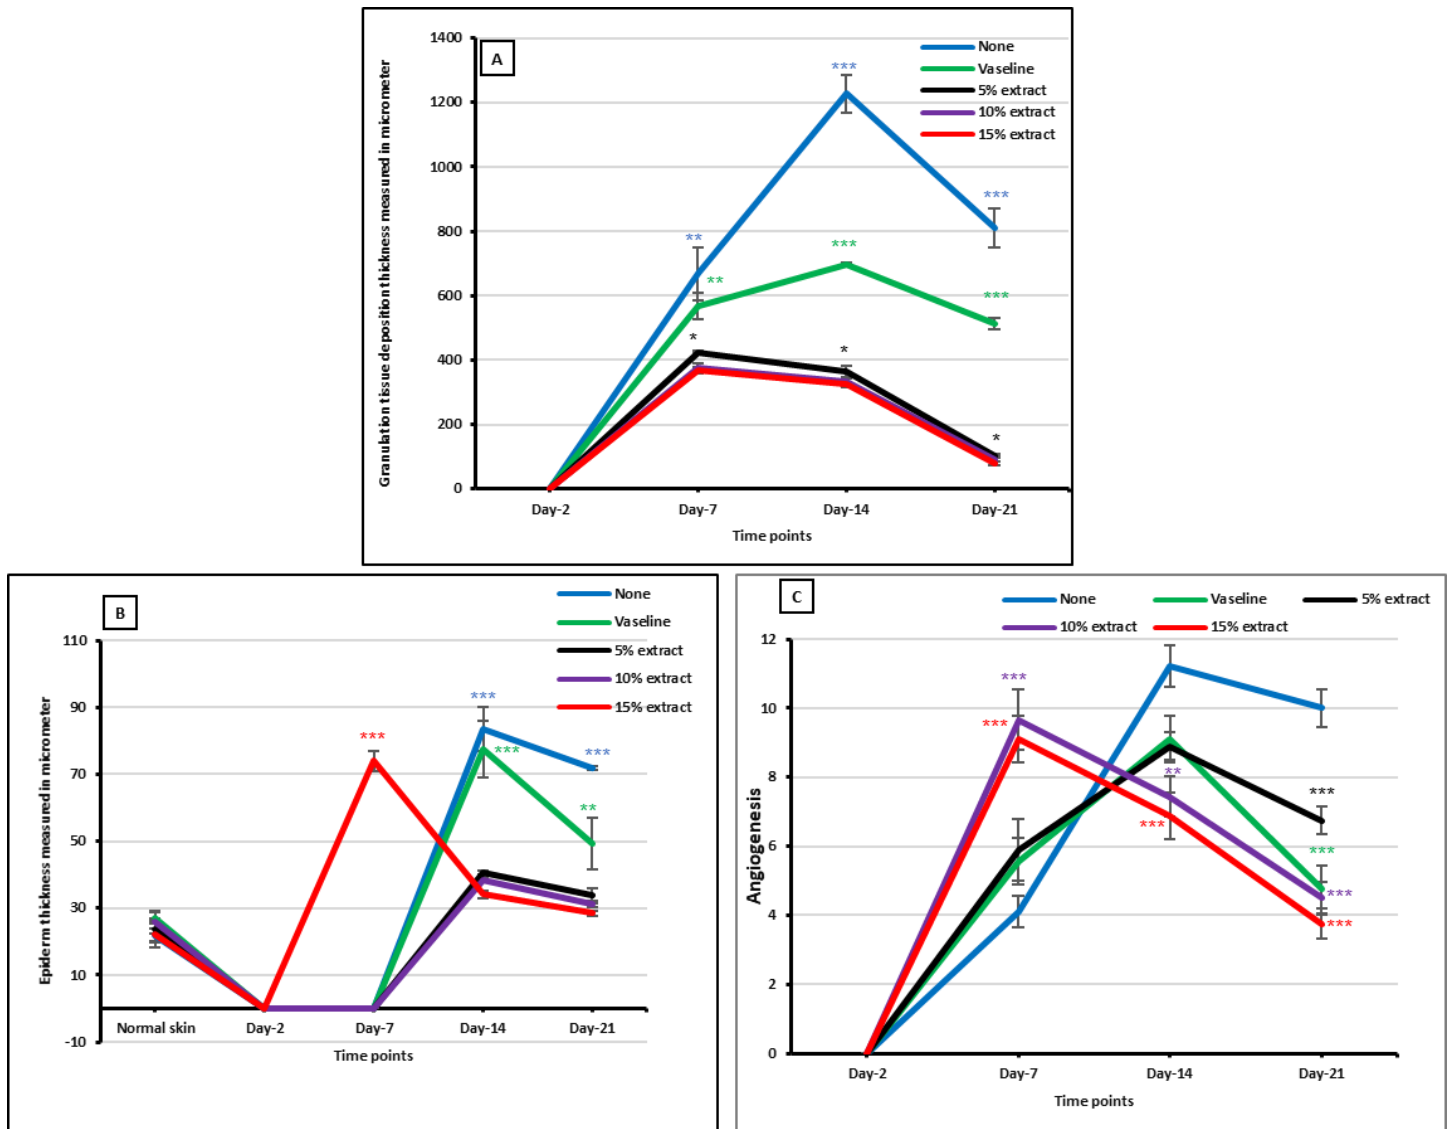 A
None
Vaseline
5% extract
10% extract
15% extract
Granulation tissue deposition thickness measured in micrometer
1400
1200
1000
800
600
400
200
0
***
***
**
***
**
***
*
*
*
Day-2 Day-7 Day-14 Day-21
Time points
B
None
Vaseline
5% extract
10% extract
15% extract
Epiderm thickness measured in micrometer
110
90
70
50
30
10
-10
***
***
***
***
**
Normal skin Day-2 Day-7 Day-14 Day-21
Time points
C
None Vaseline 5% extract
10% extract 15% extract
Angiogenesis
12
10
8
6
4
2
0
***
***
**
***
***
***
***
***
Day-2 Day-7 Day-14 Day-21
Time points